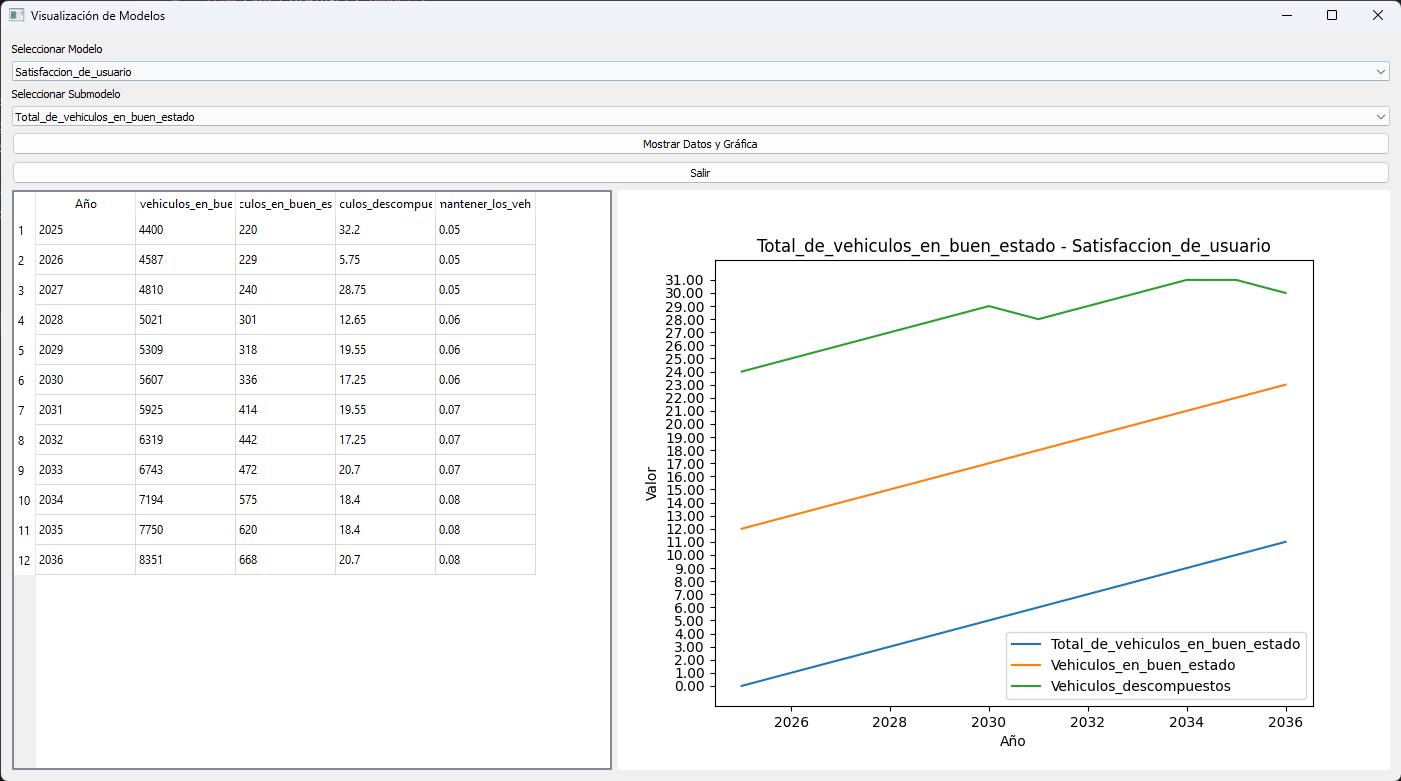 Visualización de Modelos
Seleccionar Modelo
Satisfaccion_de_usuario
Seleccionar Submodelo
Total_de_vehiculos_en_buen_estado
Mostrar Datos y Gráfica
Salir
Año vehiculos_en_bue culos_en_buen_es culos_descompue mantener_los_veh
1 2025 4400 220 32.2 0.05
2 2026 4587 229 5.75 0.05
3 2027 4810 240 28.75 0.05
4 2028 5021 301 12.65 0.06
5 2029 5309 318 19.55 0.06
6 2030 5607 336 17.25 0.06
7 2031 5925 414 19.55 0.07
8 2032 6319 442 17.25 0.07
9 2033 6743 472 20.7 0.07
10 2034 7194 575 18.4 0.08
11 2035 7750 620 18.4 0.08
12 2036 8351 668 20.7 0.08
Total_de_vehiculos_en_buen_estado - Satisfaccion_de_usuario
31.00
30.00
29.00
28.00
27.00
26.00
25.00
24.00
23.00
22.00
21.00
20.00
19.00
18.00
17.00
16.00
15.00
14.00
13.00
12.00
11.00
10.00
9.00
8.00
7.00
6.00
5.00
4.00
3.00
2.00
1.00
0.00
Valor
Total_de_vehiculos_en_buen_estado
Vehiculos_en_buen_estado
Vehiculos_descompuestos
2026 2028 2030 2032 2034 2036
Año